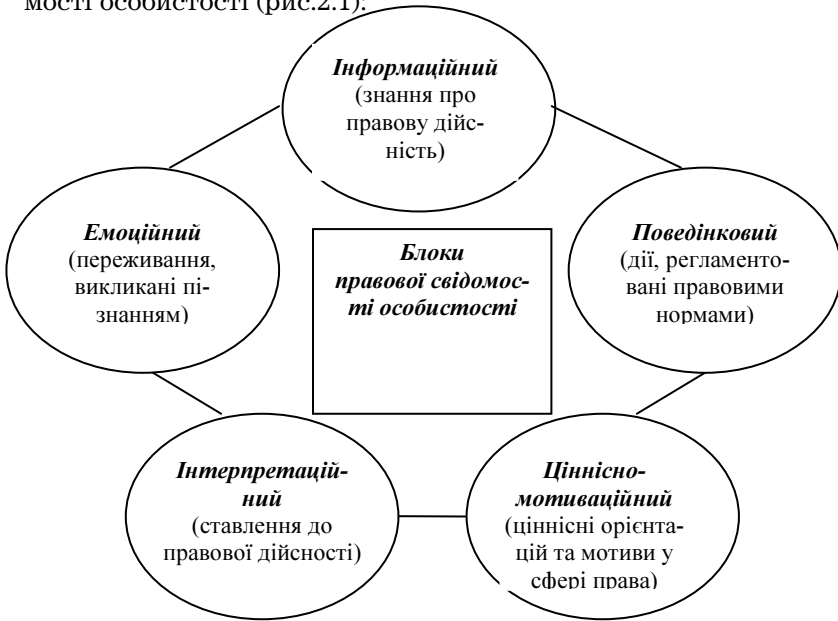 мості особистості (рис.2.1):
Інформаційний
(знання про
правову дійс-
ність)
Емоційний
(переживання,
викликані пі-
знанням)
Блоки
правової свідомос-
ті особистості
Поведінковий
(дії, регламенто-
вані правовими
нормами)
Інтерпретацій-
ний
(ставлення до
правової дійсності)
Ціннісно-
мотиваційний
(ціннісні орієнта-
цій та мотиви у
сфері права)